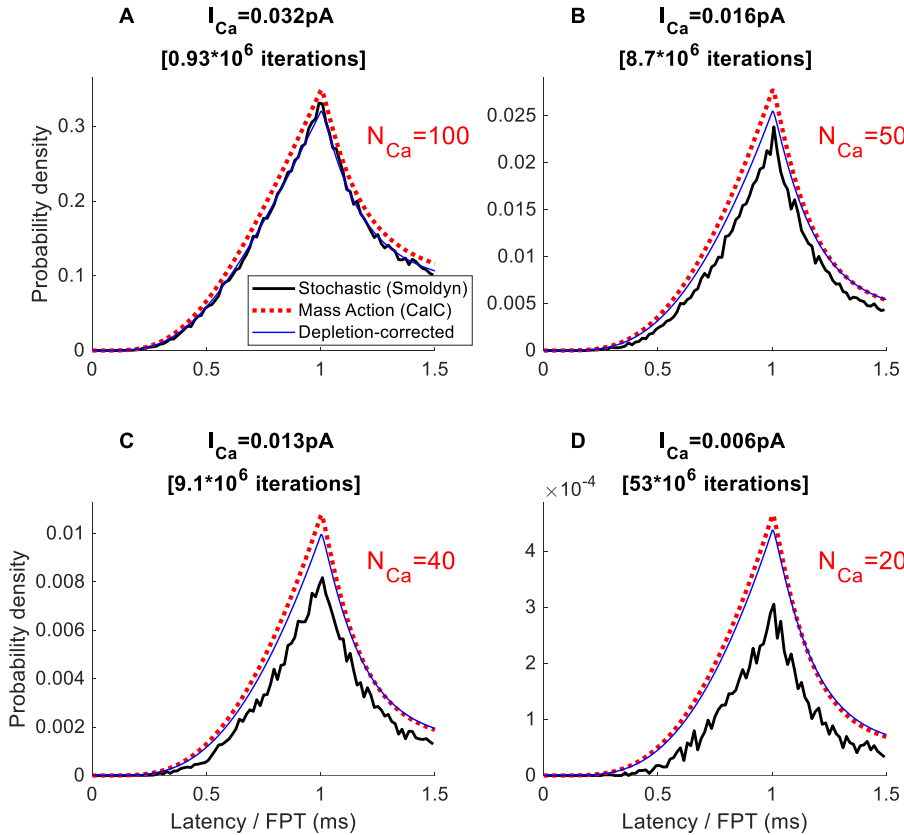 A
I_Ca=0.032pA
[0.93*10^6 iterations]
Probability density
0.3
0.2
0.1
0
N_Ca=100
Stochastic (Smoldyn)
Mass Action (CalC)
Depletion-corrected
0 0.5 1 1.5
B
I_Ca=0.016pA
[8.7*10^6 iterations]
0.025
0.02
0.015
0.01
0.005
0
N_Ca=50
0 0.5 1 1.5
C
I_Ca=0.013pA
[9.1*10^6 iterations]
Probability density
0.01
0.008
0.006
0.004
0.002
0
N_Ca=40
0 0.5 1 1.5
Latency / FPT (ms)
D
I_Ca=0.006pA
[53*10^6 iterations]
×10^-4
4
3
2
1
0
N_Ca=20
0 0.5 1 1.5
Latency / FPT (ms)